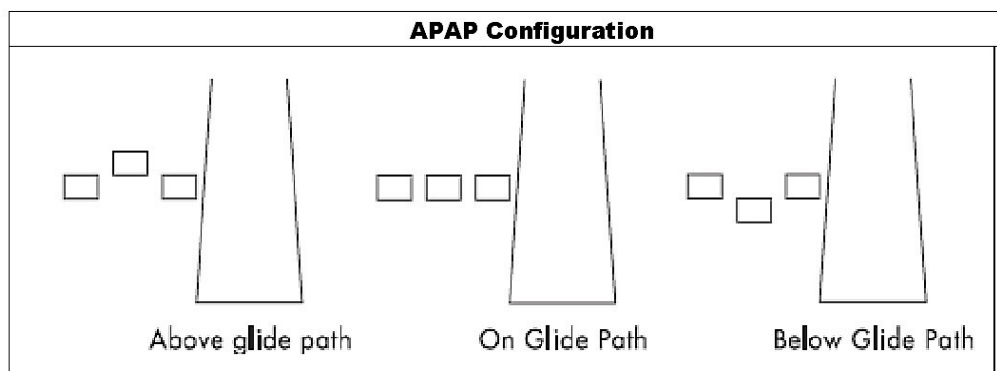 APAP Configuration
Above glide path
On Glide Path
Below Glide Path